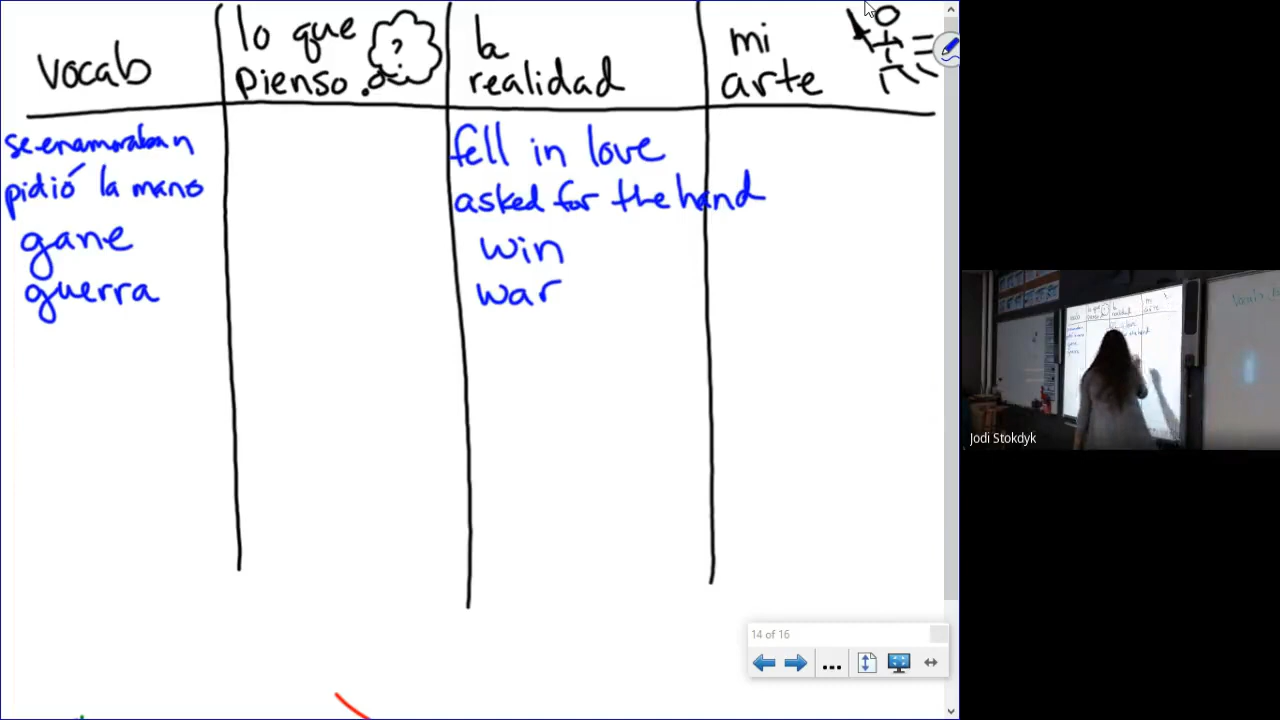 vocab
lo que
pienso
?
la
realidad
mi
arte
se enamoraban
fell in love
pidió la mano
asked for the hand
gane
win
guerra
war
14 of 16
...
Jodi Stokdyk